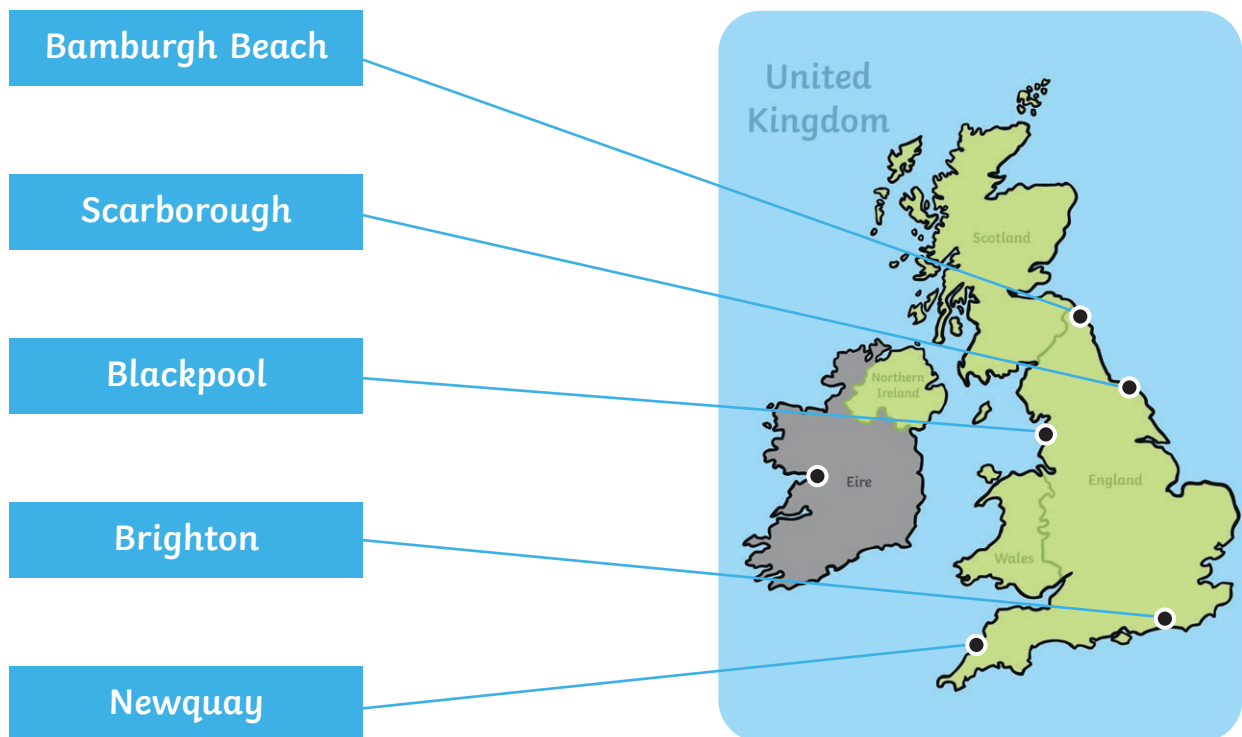 Bamburgh Beach
Scarborough
Blackpool
Brighton
Newquay
United
Kingdom
Scotland
Northern
Ireland
Eire
England
Wales